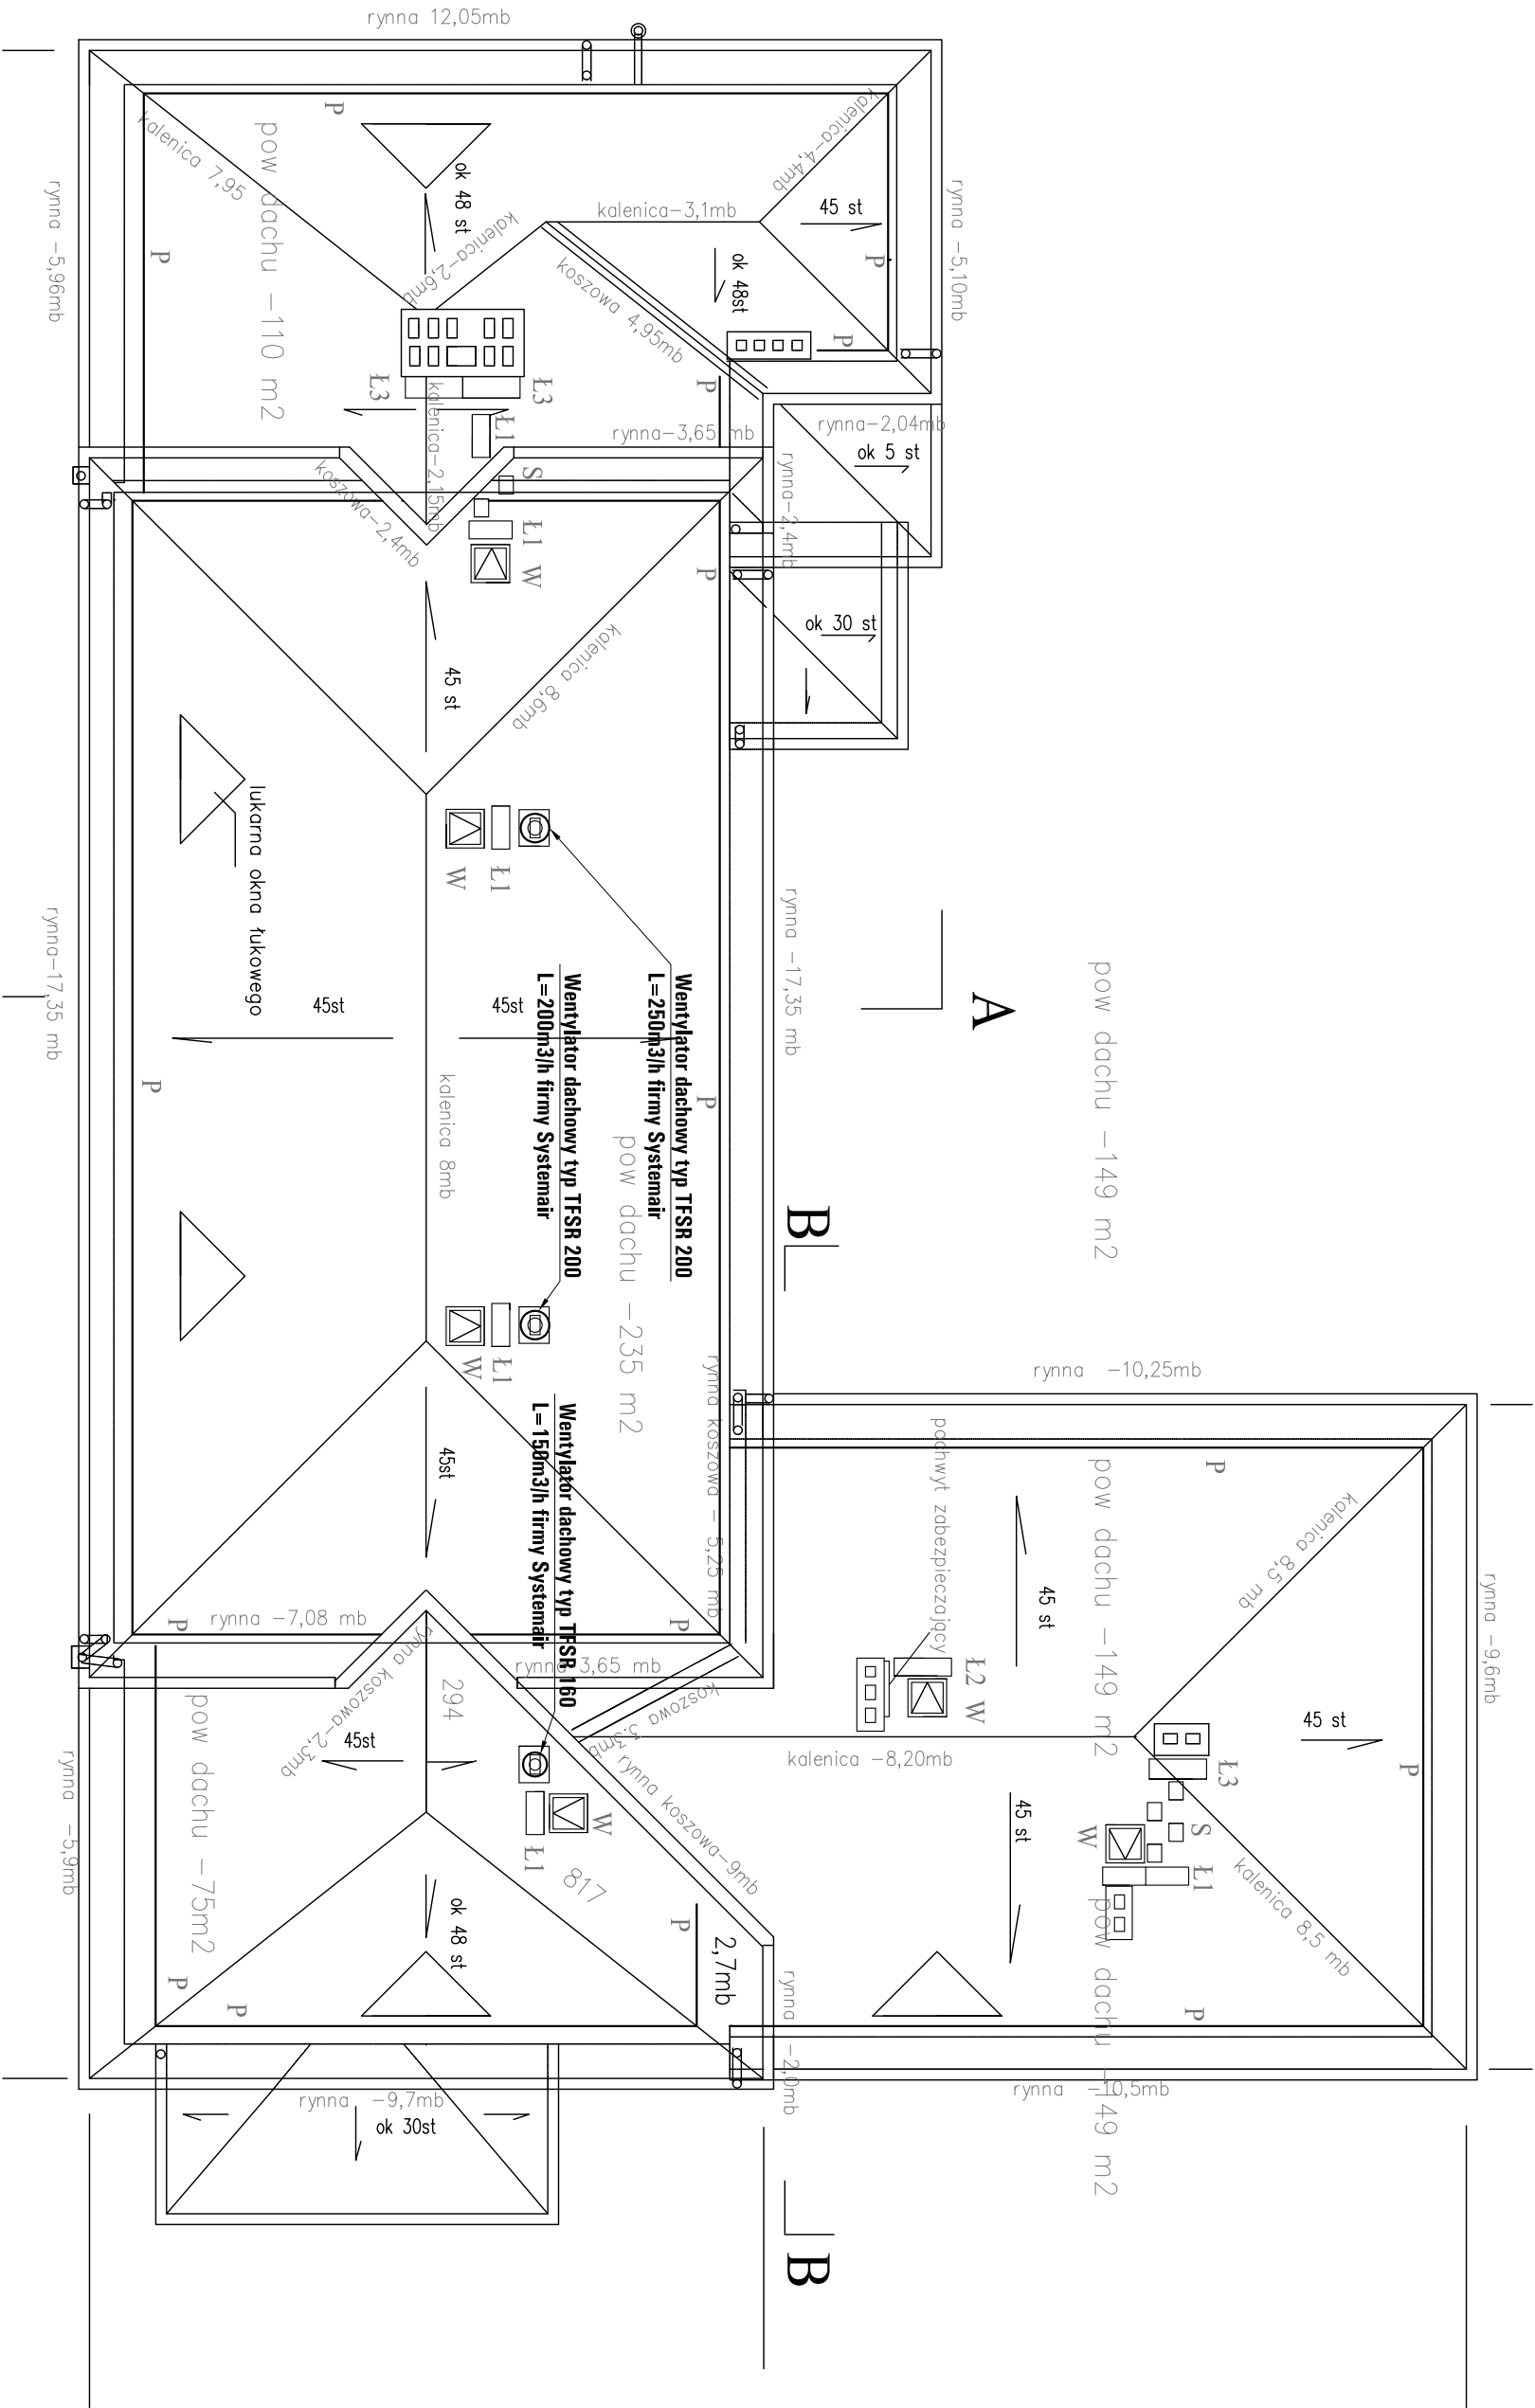 rynna 12,05mb
P
kalenica 7,95
pow dachu -110 m2
ok 48 st
kalenica-4,4mb
rynna -5,96mb
rynna -5,10mb
kalenica-3,1mb
45 st
kalenica-2,6mb
P
ok 48st
P
koszowa 4,95mb
P
Ł3
Ł3
P
kalenica-2,15mb
Ł1
rynna-3,65 mb
rynna-2,04mb
ok 5 st
koszowa-2,4mb
S
rynna-2,4mb
Ł1
W
P
ok 30 st
kalenica 8,6mb
45 st
lukarna okna łukowego
W
Ł1
rynna-17,35 mb
rynna -17,35 mb
A
pow dachu -149 m2
45st
45st
Wentylator dachowy typ TFSR 200
L=250m3/h firmy Systemair
Wentylator dachowy typ TFSR 200
L=200m3/h firmy Systemair
P
kalenica 8mb
P
pow dachu -235 m2
B
W
Ł1
rynna koszowa - 5,25 mb
rynna -10,25mb
Wentylator dachowy typ TFSR 160
L=150m3/h firmy Systemair
45st
pochwyt zabezpieczający
P
pow dachu -149 m2
kalenica 8,5 mb
45 st
rynna -9,6mb
P
rynna -7,08 mb
P
rynna 3,65 mb
rynna koszowa-2,3mb
294
koszowa 3.3mb
Ł2
W
pow dachu -75m2
45st
kalenica -8,20mb
45 st
Ł3
P
rynna -5,9mb
W
Ł1
817
rynna koszowa-9mb
45 st
W
S
Ł1
kalenica 8,5 mb
ok 48 st
P
2,7mb
pow dachu -149 m2
P
P
P
rynna -2,0mb
rynna -9,7mb
rynna -10,5mb
ok 30st
B